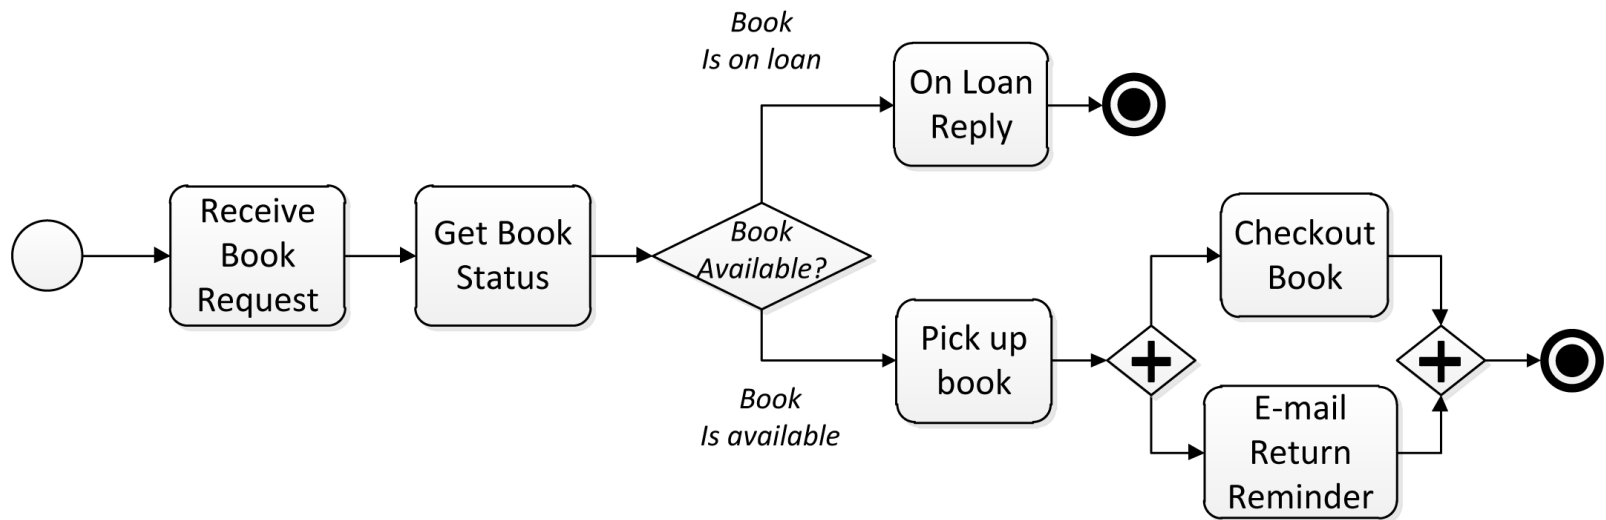 Receive
Book
Request
Get Book
Status
Book
Available?
Book
Is on loan
On Loan
Reply
Book
Is available
Pick up
book
Checkout
Book
E-mail
Return
Reminder